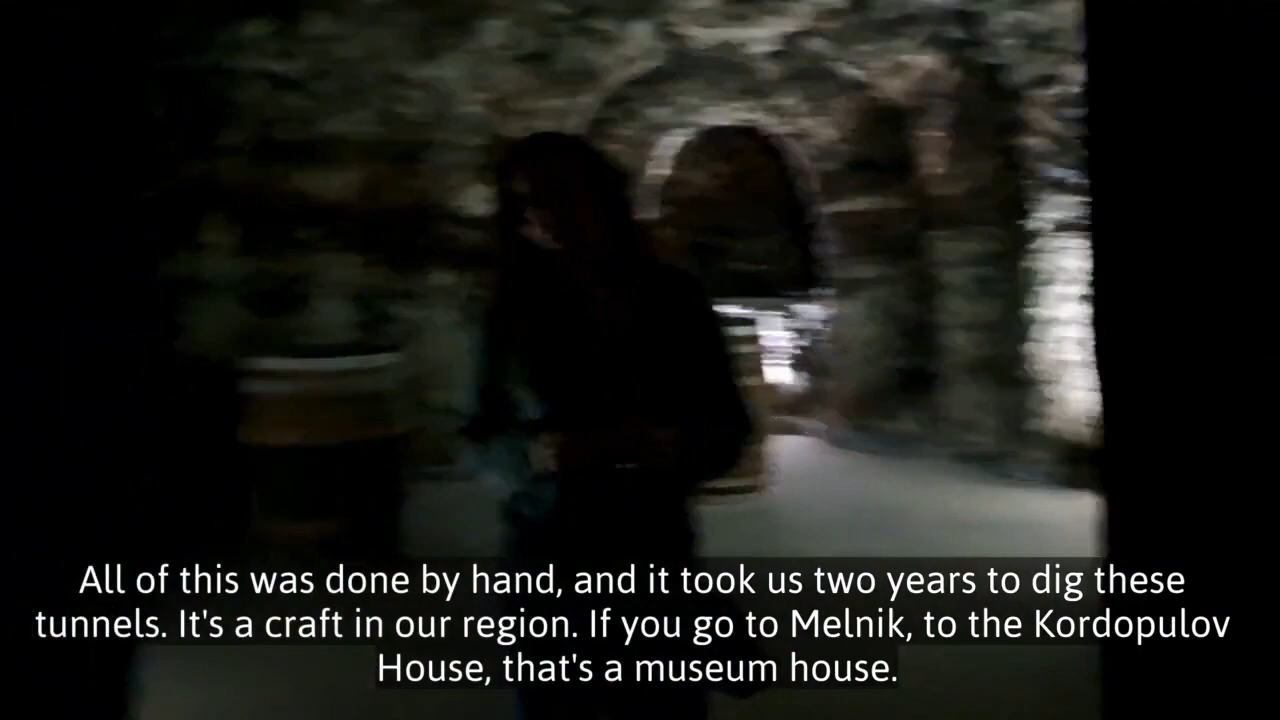 All of this was done by hand, and it took us two years to dig these
tunnels. It's a craft in our region. If you go to Melnik, to the Kordopulov
House, that's a museum house.